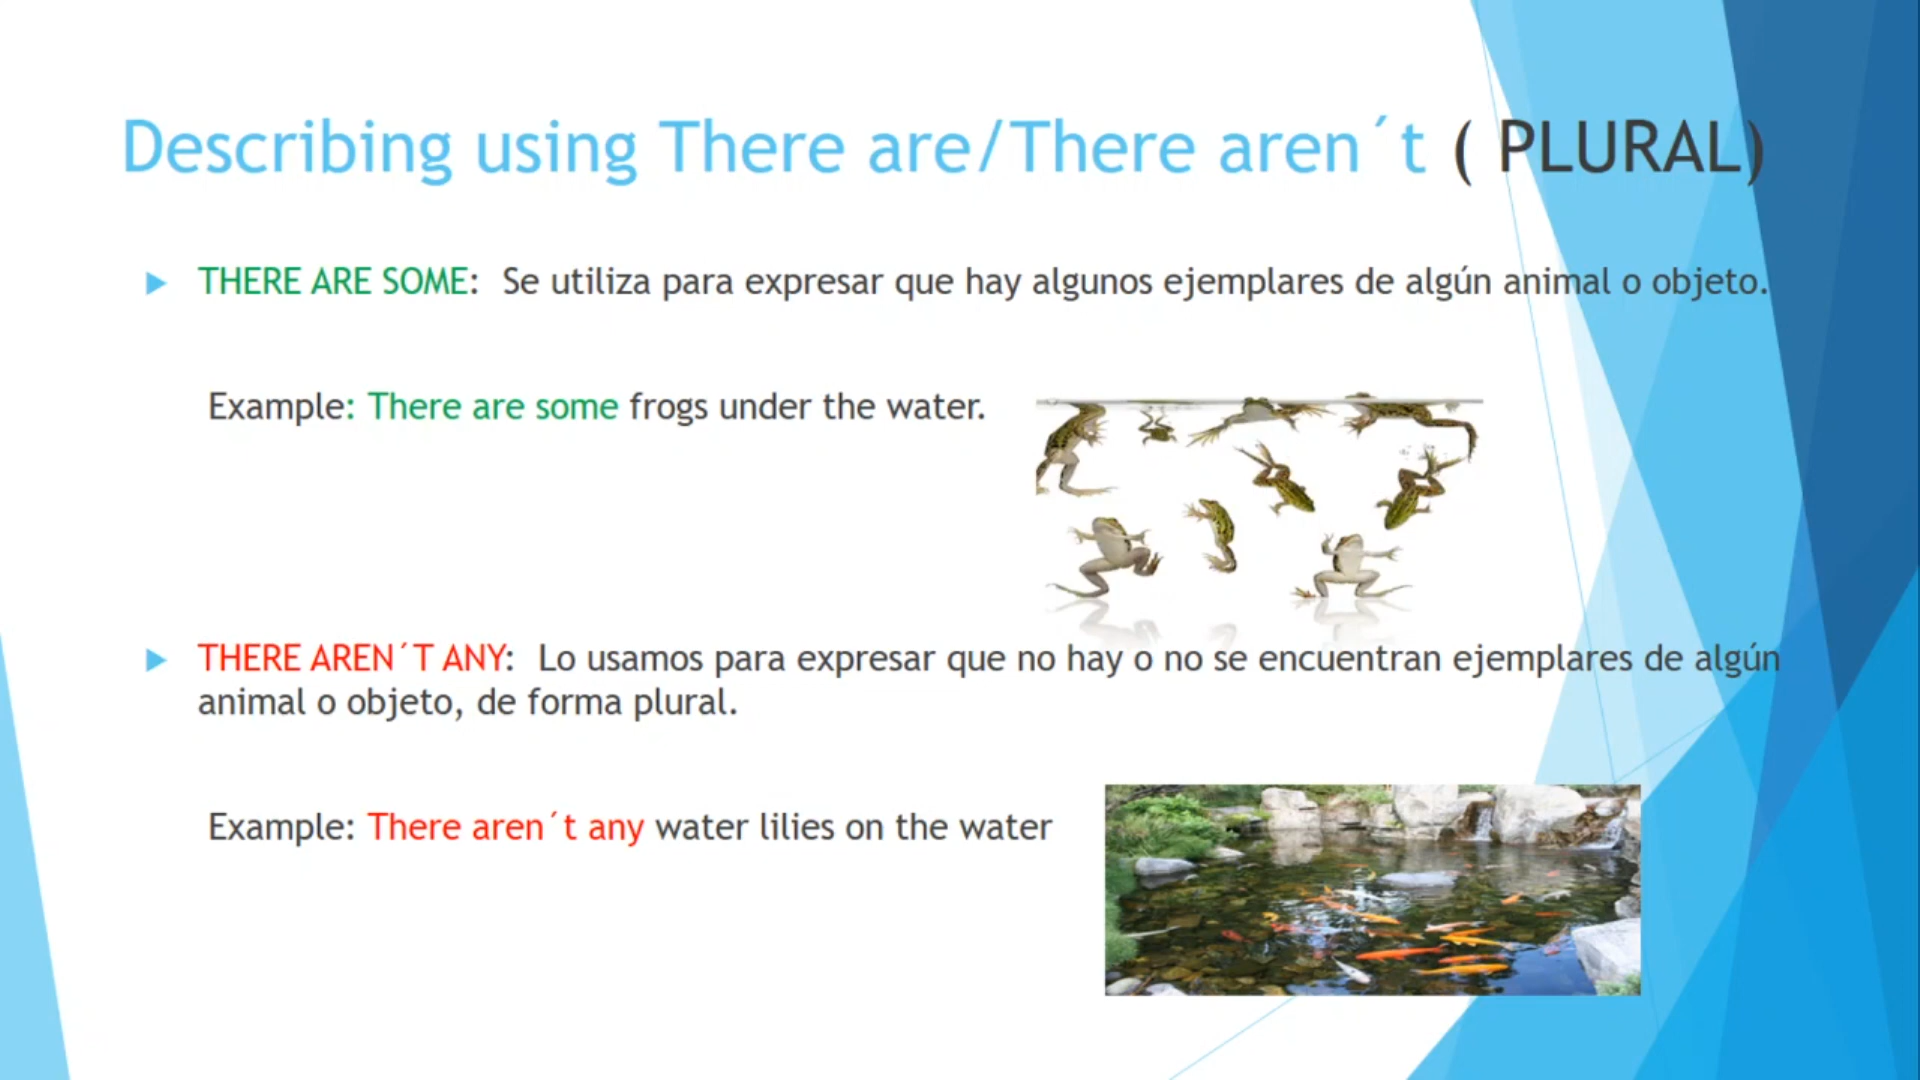 Describing using There are/There aren´t ( PLURAL)
THERE ARE SOME:  Se utiliza para expresar que hay algunos ejemplares de algún animal o objeto.
Example: There are some frogs under the water.
THERE AREN´T ANY:  Lo usamos para expresar que no hay o no se encuentran ejemplares de algún
animal o objeto, de forma plural.
Example: There aren´t any water lilies on the water